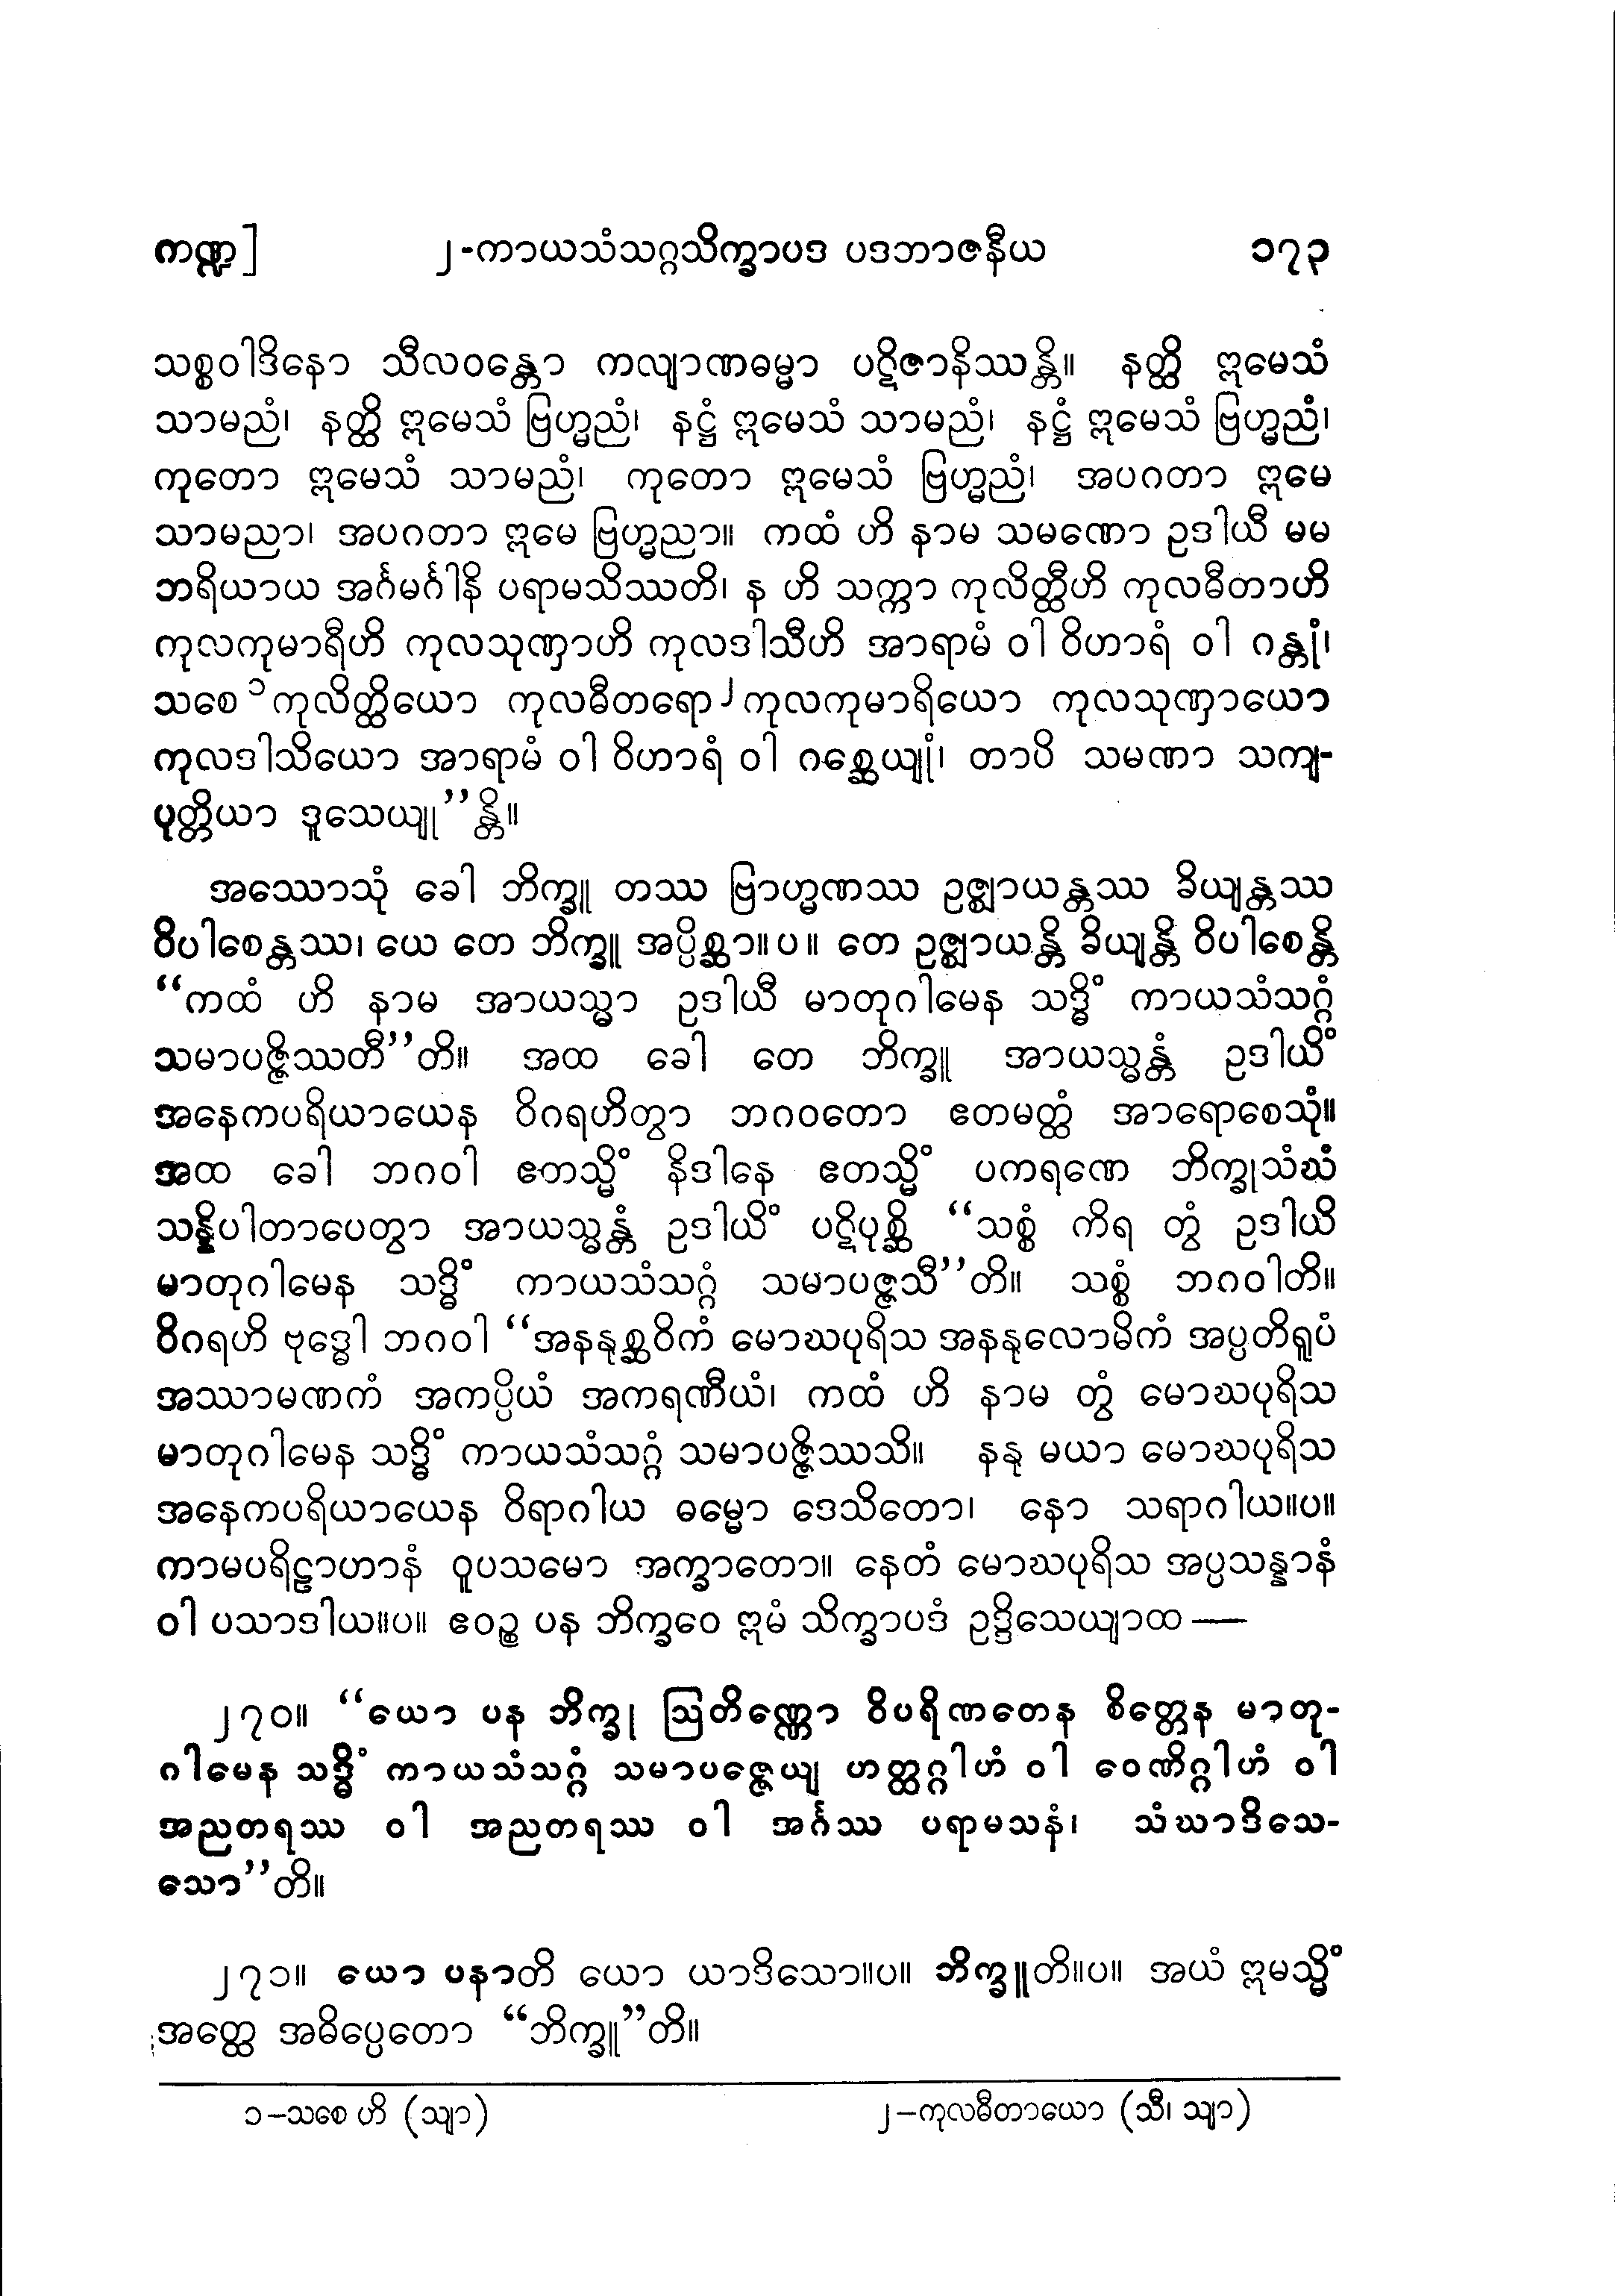 ကဏ္ဍ] ၂-ကာယသံသဂ္ဂသိက္ခာပဒ ပဒဘာဇနီယ ၁၇၃
သစ္စဝါဒိနော သီလဝန္တော ကလျာဏဓမ္မာ ပဋိဇာနိဿန္တိ။ နတ္ထိ ဣမေသံ
သာမညံ၊ နတ္ထိ ဣမေသံ ဗြဟ္မညံ၊ နဋ္ဌံ ဣမေသံ သာမညံ၊ နဋ္ဌံ ဣမေသံ ဗြဟ္မညံ၊
ကုတော ဣမေသံ သာမညံ၊ ကုတော ဣမေသံ ဗြဟ္မညံ၊ အပဂတာ ဣမေ
သာမညာ၊ အပဂတာ ဣမေ ဗြဟ္မညာ။ ကထံ ဟိ နာမ သမဏော ဥဒါယီ မမ
ဘရိယာယ အင်္ဂမင်္ဂါနိ ပရာမသိဿတိ၊ န ဟိ သက္ကာ ကုလိတ္ထီဟိ ကုလဓီတာဟိ
ကုလကုမာရီဟိ ကုလသုဏှာဟိ ကုလဒါသီဟိ အာရာမံ ဝါ ဝိဟာရံ ဝါ ဂန္တုံ၊
သစေ ၁ကုလိတ္ထိယော ကုလဓီတရော၂ကုလကုမာရိယော ကုလသုဏှာယော
ကုလဒါသိယော အာရာမံ ဝါ ဝိဟာရံ ဝါ ဂစ္ဆေယျုံ၊ တာပိ သမဏာ သကျ-
ပုတ္တိယာ ဒူသေယျု”န္တိ။
အဿောသုံ ခေါ ဘိက္ခူ တဿ ဗြာဟ္မဏဿ ဥဇ္ဈာယန္တဿ ခိယျန္တဿ
ဝိပါစေန္တဿ၊ ယေ တေ ဘိက္ခူ အပ္ပိစ္ဆာ။ပ။ တေ ဥဇ္ဈာယန္တိ ခိယျန္တိ ဝိပါစေန္တိ
“ကထံ ဟိ နာမ အာယသ္မာ ဥဒါယီ မာတုဂါမေန သဒ္ဓိံ ကာယသံသဂ္ဂံ
သမာပဇ္ဇိဿတီ”တိ။ အထ ခေါ တေ ဘိက္ခူ အာယသ္မန္တံ ဥဒါယိံ
အနေကပရိယာယေန ဝိဂရဟိတွာ ဘဂဝတော ဧတမတ္ထံ အာရောစေသုံ။
အထ ခေါ ဘဂဝါ ဧတသ္မိံ နိဒါနေ ဧတသ္မိံ ပကရဏေ ဘိက္ခုသံဃံ
သန္နိပါတာပေတွာ အာယသ္မန္တံ ဥဒါယိံ ပဋိပုစ္ဆိ “သစ္စံ ကိရ တွံ ဥဒါယိ
မာတုဂါမေန သဒ္ဓိံ ကာယသံသဂ္ဂံ သမာပဇ္ဇသီ”တိ။ သစ္စံ ဘဂဝါတိ။
ဝိဂရဟိ ဗုဒ္ဓေါ ဘဂဝါ “အနနုစ္ဆဝိကံ မောဃပုရိသ အနနုလောမိကံ အပ္ပတိရူပံ
အဿာမဏကံ အကပ္ပိယံ အကရဏီယံ၊ ကထံ ဟိ နာမ တွံ မောဃပုရိသ
မာတုဂါမေန သဒ္ဓိံ ကာယသံသဂ္ဂံ သမာပဇ္ဇိဿသိ။ နနု မယာ မောဃပုရိသ
အနေကပရိယာယေန ဝိရာဂါယ ဓမ္မော ဒေသိတော၊ နော သရာဂါယ။ပ။
ကာမပရိဠာဟာနံ ဝူပသမော အက္ခာတော။ နေတံ မောဃပုရိသ အပ္ပသန္နာနံ
ဝါ ပသာဒါယ။ပ။ ဧဝဉ္စ ပန ဘိက္ခဝေ ဣမံ သိက္ခာပဒံ ဥဒ္ဒိသေယျာထ —
၂၇၀။ “ယော ပန ဘိက္ခု ဩတိဏ္ဏော ဝိပရိဏတေန စိတ္တေန မာတု-
ဂါမေန သဒ္ဓိံ ကာယသံသဂ္ဂံ သမာပဇ္ဇေယျ ဟတ္ထဂ္ဂါဟံ ဝါ ဝေဏိဂ္ဂါဟံ ဝါ
အညတရဿ ဝါ အညတရဿ ဝါ အင်္ဂဿ ပရာမသနံ၊ သံဃာဒိသေ-
သော”တိ။
၂၇၁။ ယော ပနာတိ ယော ယာဒိသော။ပ။ ဘိက္ခူတိ။ပ။ အယံ ဣမသ္မိံ
အတ္ထေ အဓိပ္ပေတော “ဘိက္ခူ”တိ။
၁–သစေ ဟိ (သျာ) ၂–ကုလဓီတာယော (သီ၊ သျာ)